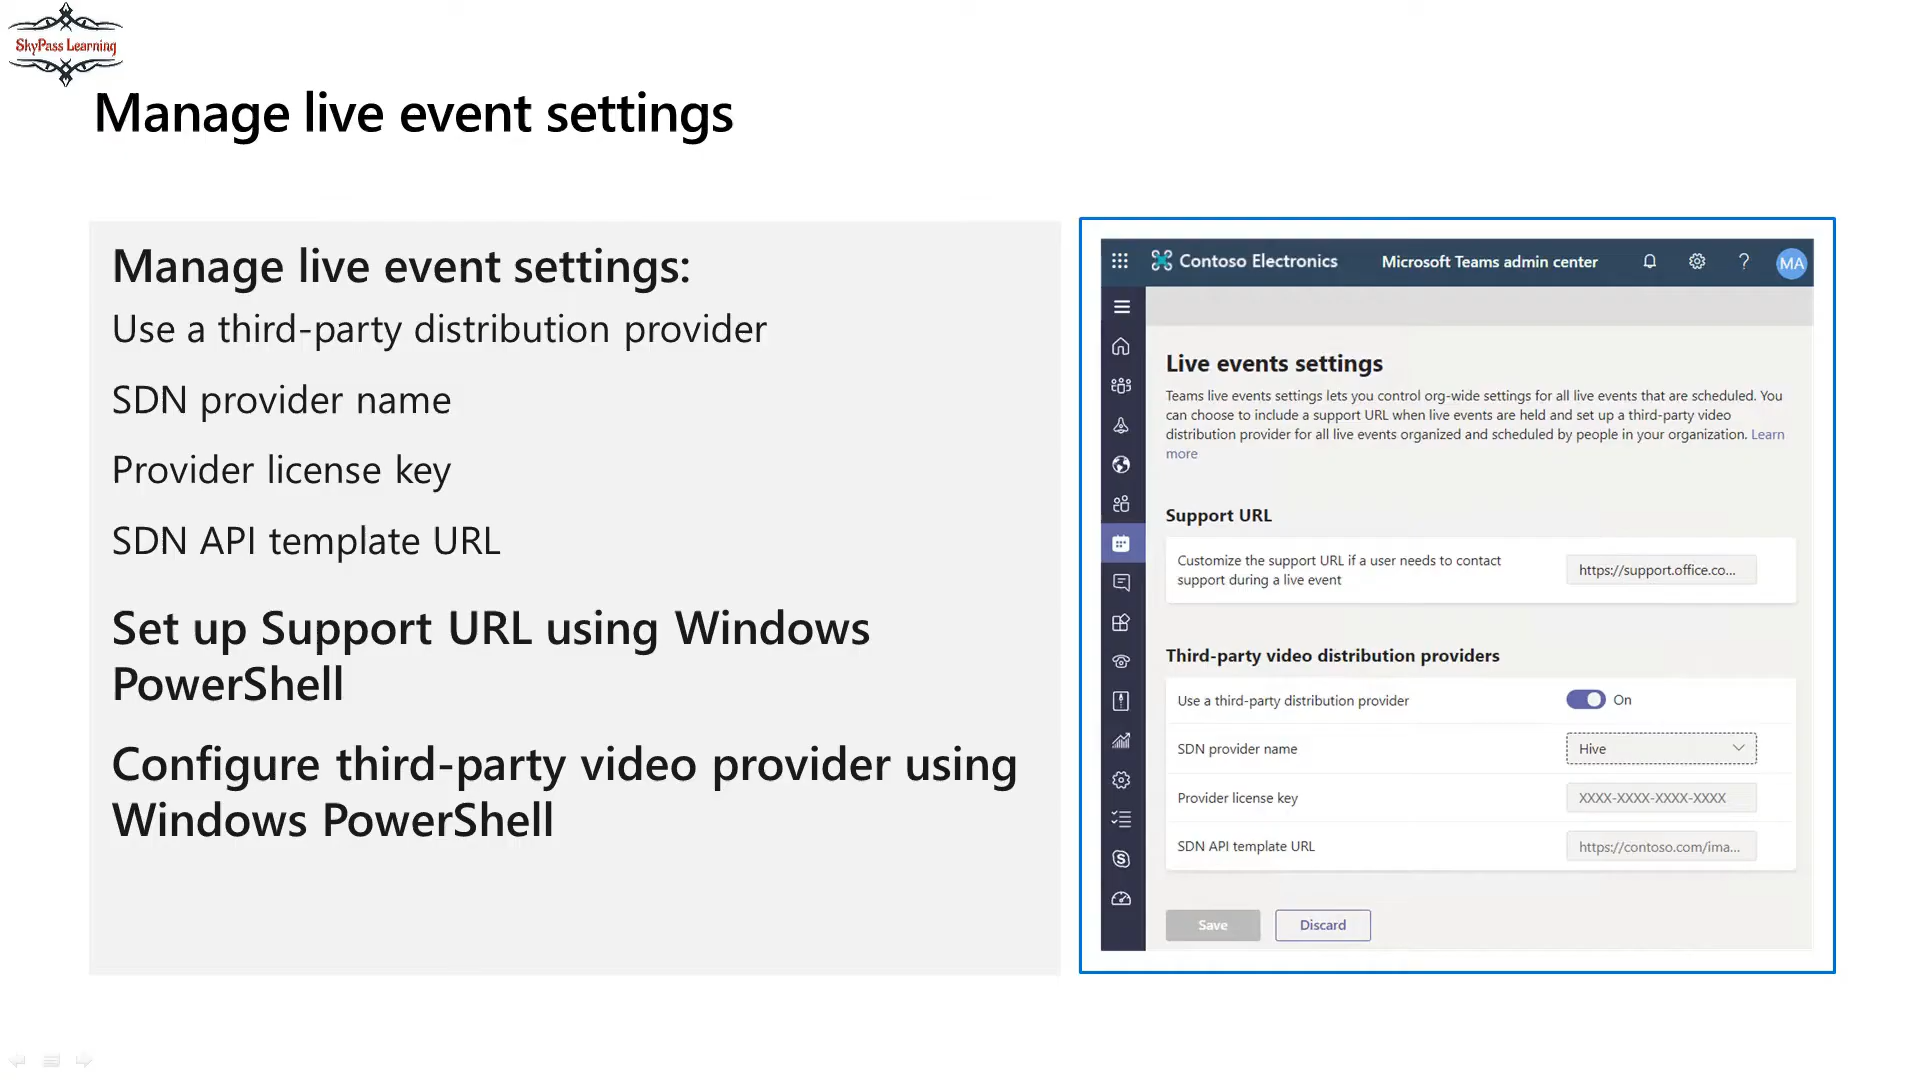 SkyPass Learning
Manage live event settings
Manage live event settings:
Use a third-party distribution provider
SDN provider name
Provider license key
SDN API template URL
Set up Support URL using Windows
PowerShell
Configure third-party video provider using
Windows PowerShell
Contoso Electronics
Microsoft Teams admin center
?
MA
Live events settings
Teams live events settings lets you control org-wide settings for all live events that are scheduled. You
can choose to include a support URL when live events are held and set up a third-party video
distribution provider for all live events organized and scheduled by people in your organization. Learn
more
Support URL
Customize the support URL if a user needs to contact
support during a live event
https://support.office.co...
Third-party video distribution providers
Use a third-party distribution provider
On
SDN provider name
Hive
Provider license key
XXXX-XXXX-XXXX-XXXX
SDN API template URL
https://contoso.com/ima...
Save
Discard